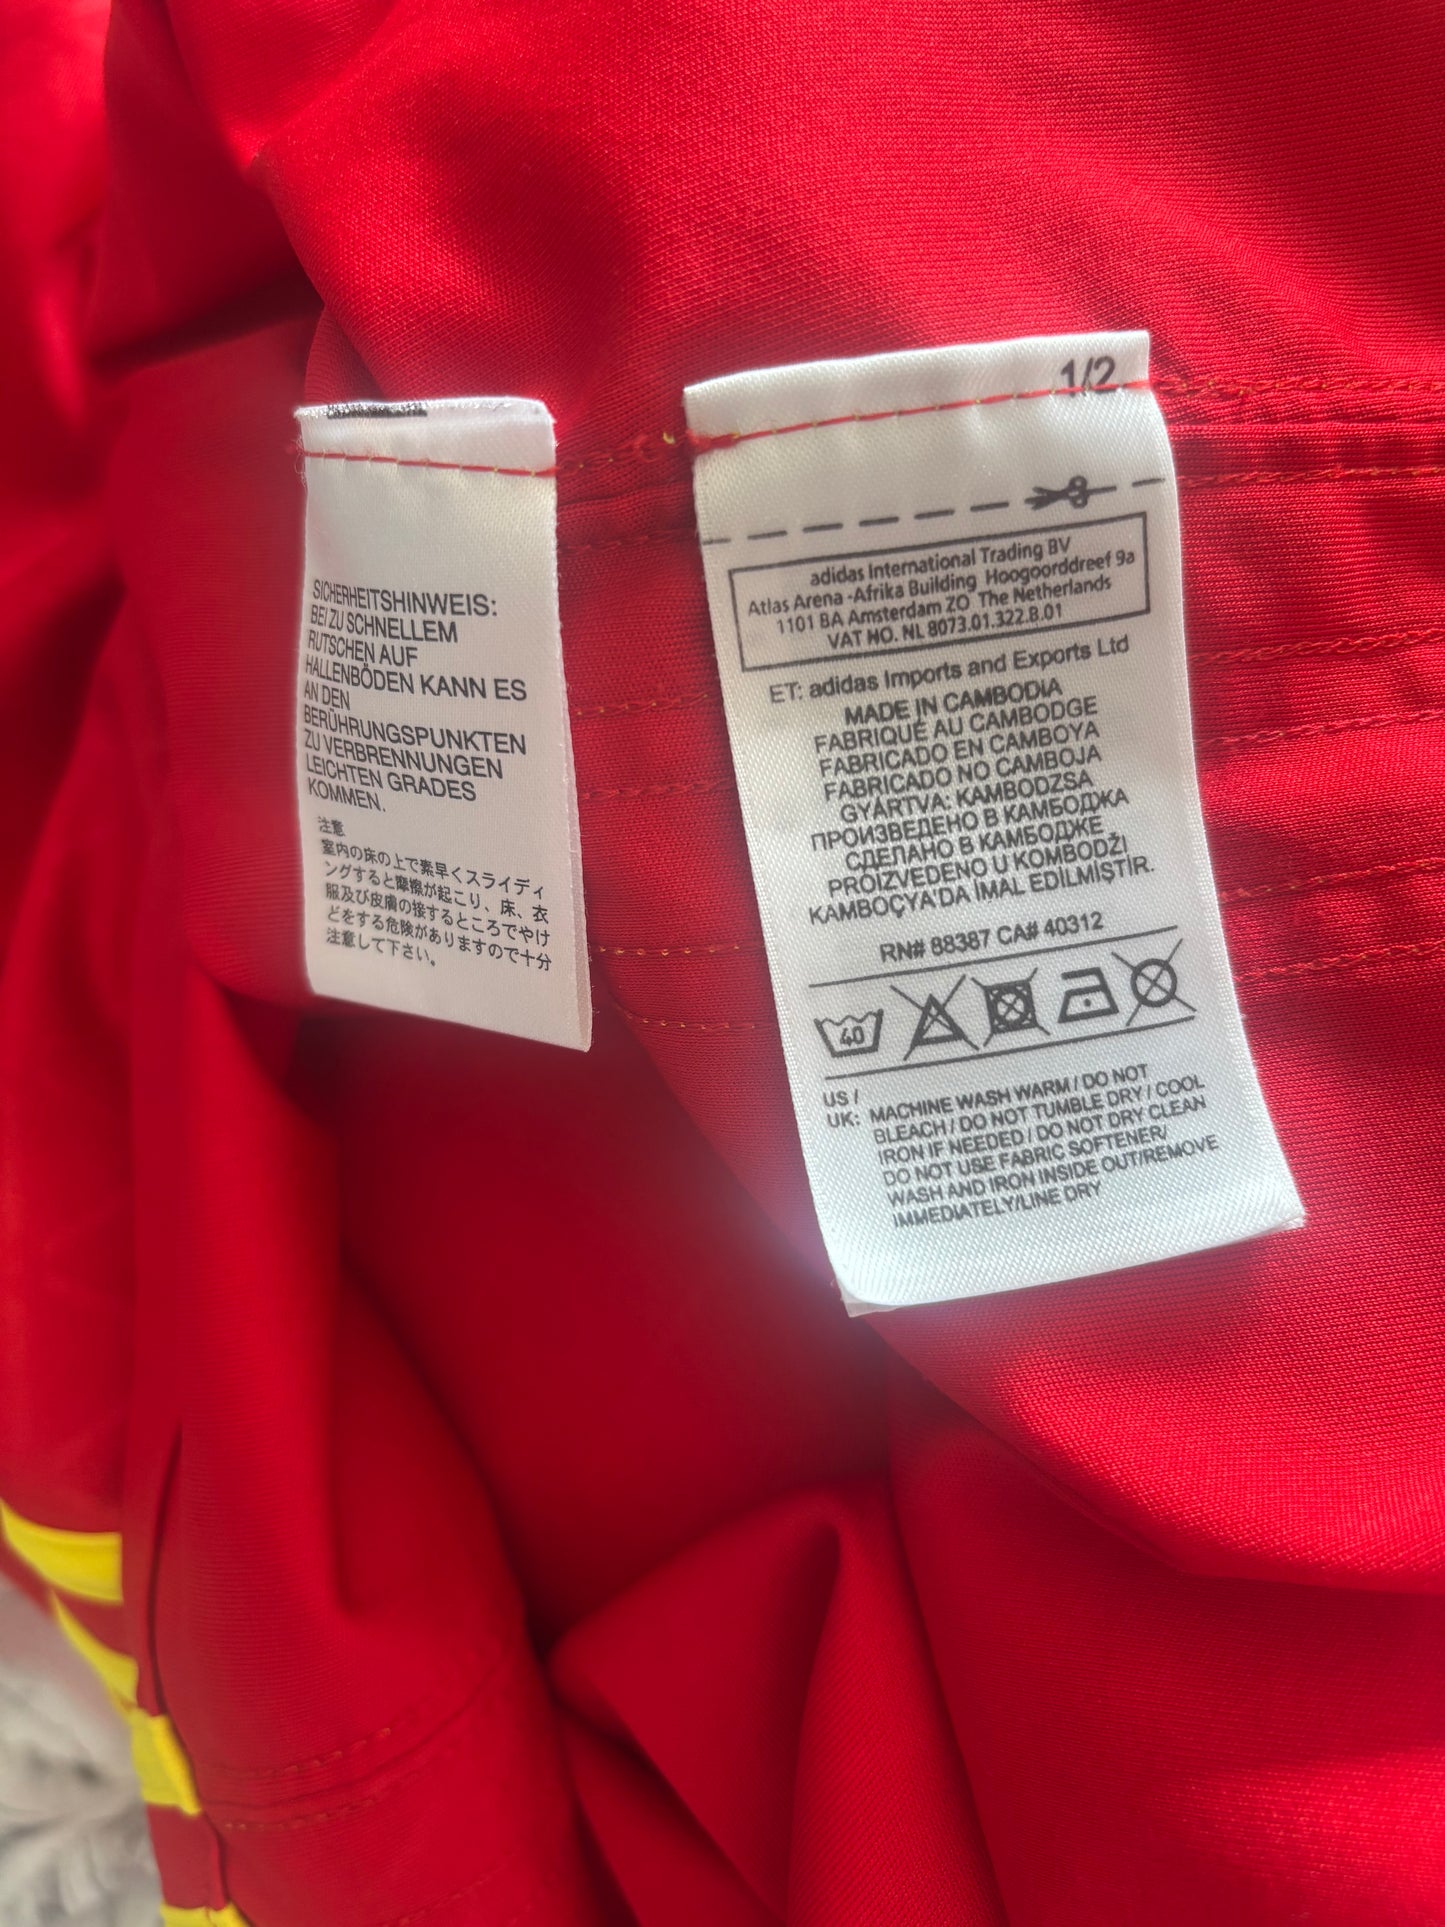 SICHERHEITSHINWEIS:
BEI ZU SCHNELLEM
RUTSCHEN AUF
HALLENBÖDEN KANN ES
AN DEN
BERÜHRUNGSPUNKTEN
ZU VERBRENNUNGEN
LEICHTEN GRADES
KOMMEN.
注意
室内の床の上で素早くスライディ
ングすると摩擦が起こり、床、衣
服及び皮膚の接するところでやけ
どをする危険がありますので十分
注意して下さい。
1/2
adidas International Trading BV
Atlas Arena -Afrika Building Hoogoorddreef 9a
1101 BA Amsterdam ZO The Netherlands
VAT NO. NL 8073.01.322.B.01
ET: adidas Imports and Exports Ltd
MADE IN CAMBODIA
FABRIQUÉ AU CAMBODGE
FABRICADO EN CAMBOYA
FABRICADO NO CAMBOJA
GYÁRTVA: KAMBODZSA
ПРОИЗВЕДЕНО В КАМБОДЖА
СДЕЛАНО В КАМБОДЖЕ
PROIZVEDENO U KOMBODŽI
KAMBOÇYA'DA İMAL EDİLMİŞTİR.
RN# 88387 CA# 40312
40
US /
UK: MACHINE WASH WARM / DO NOT
BLEACH / DO NOT TUMBLE DRY / COOL
IRON IF NEEDED / DO NOT DRY CLEAN
DO NOT USE FABRIC SOFTENER/
WASH AND IRON INSIDE OUT/REMOVE
IMMEDIATELY/LINE DRY